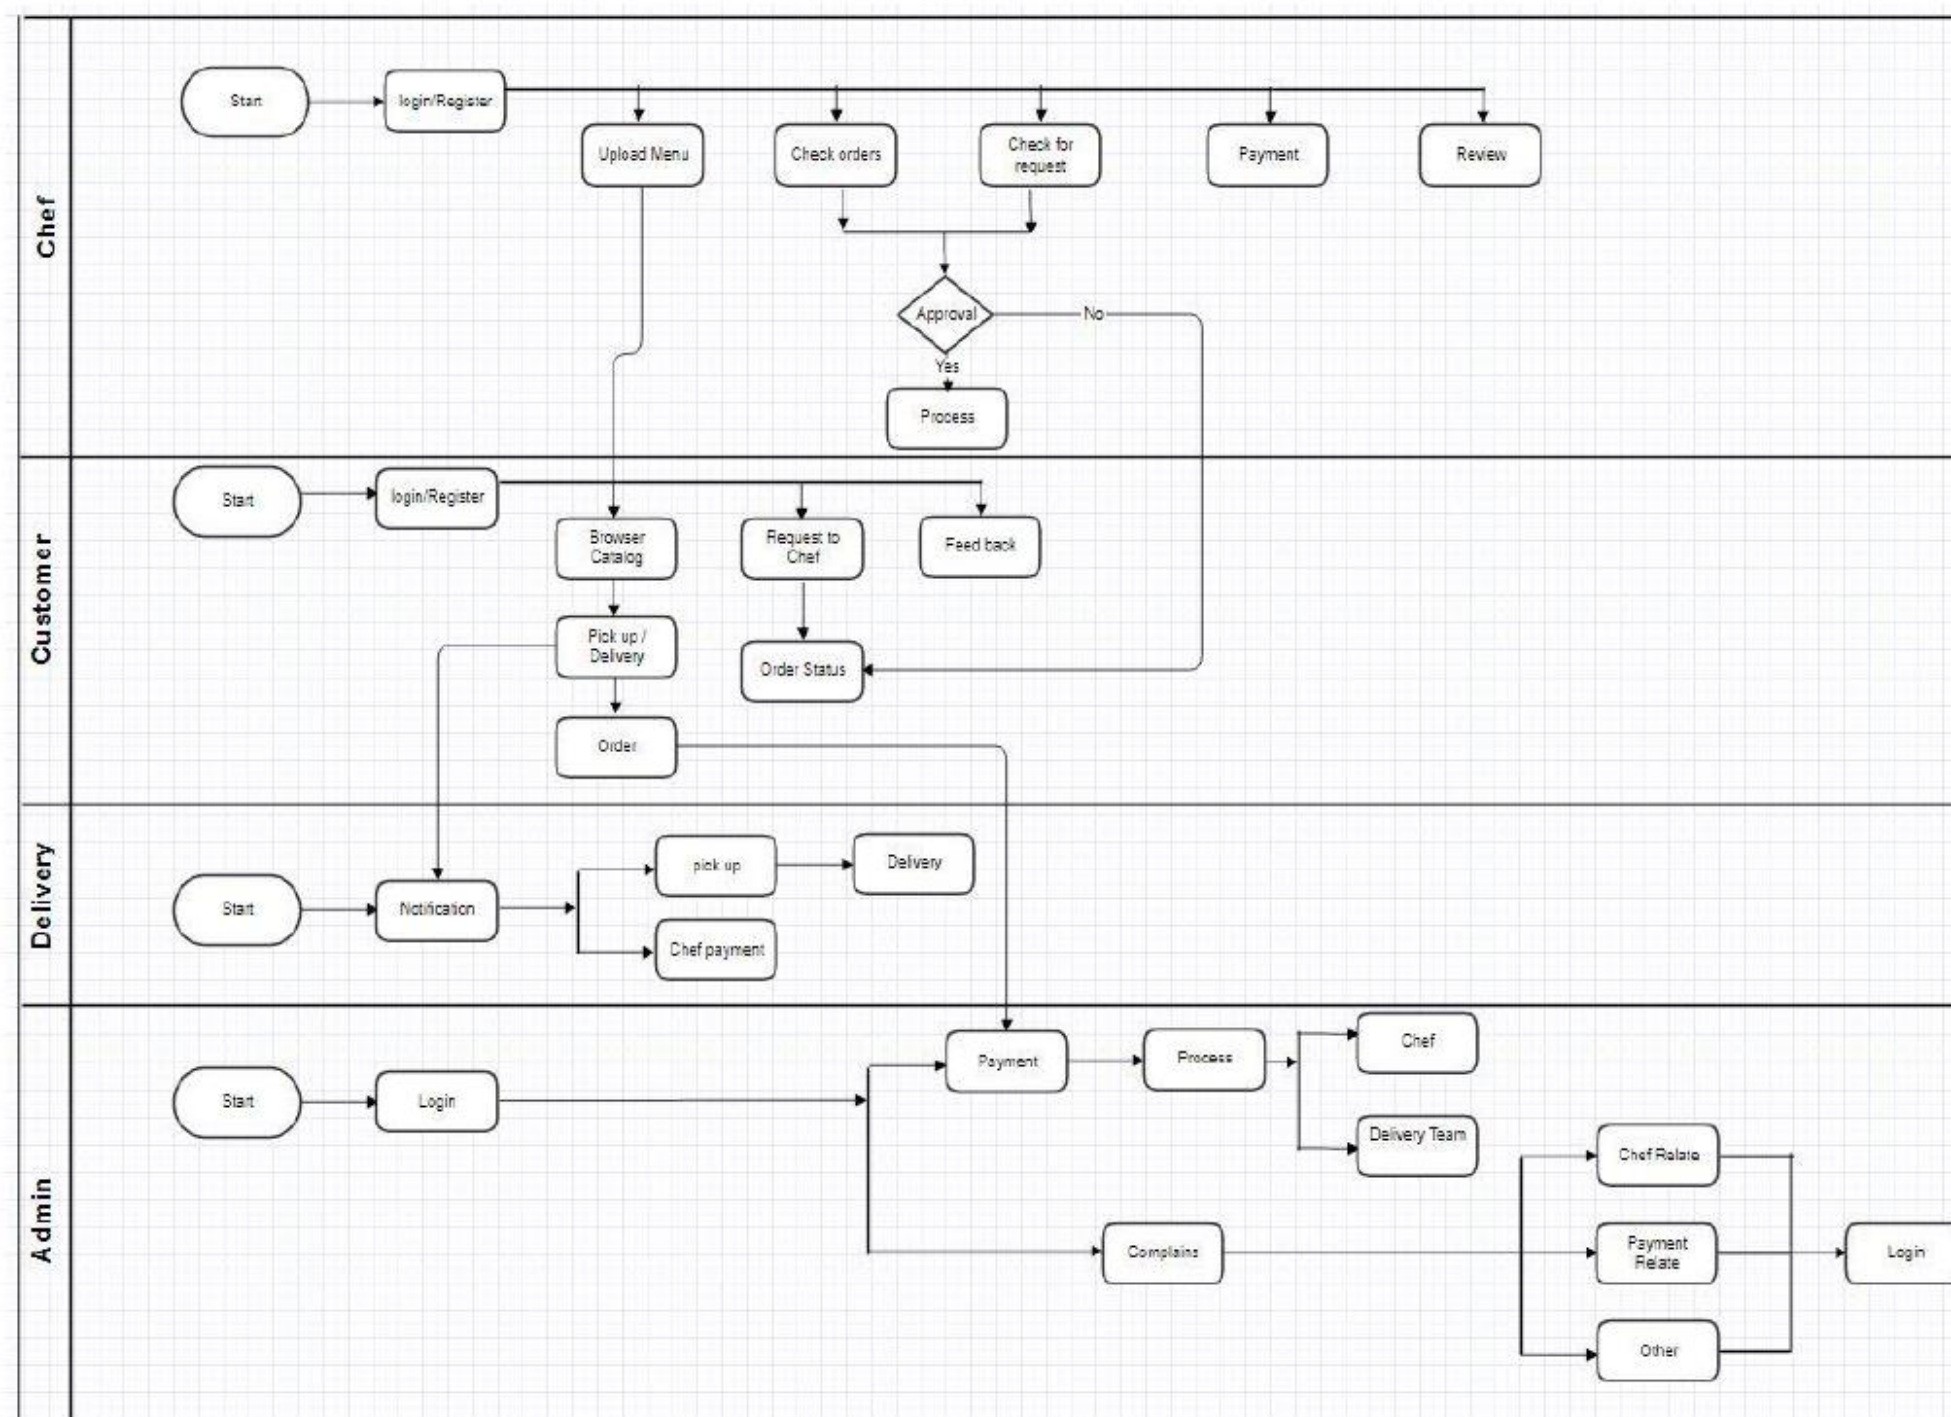 Chef
Start
login/Register
Upload Menu
Check orders
Check for
request
Payment
Review
Approval
No
Yes
Process
Customer
Start
login/Register
Browser
Catalog
Request to
Chef
Feed back
Pick up /
Delivery
Order Status
Order
Delivery
Start
Notification
pick up
Delivery
Chef payment
Admin
Start
Login
Payment
Process
Chef
Delivery Team
Complains
Chef Relate
Payment
Relate
Other
Login